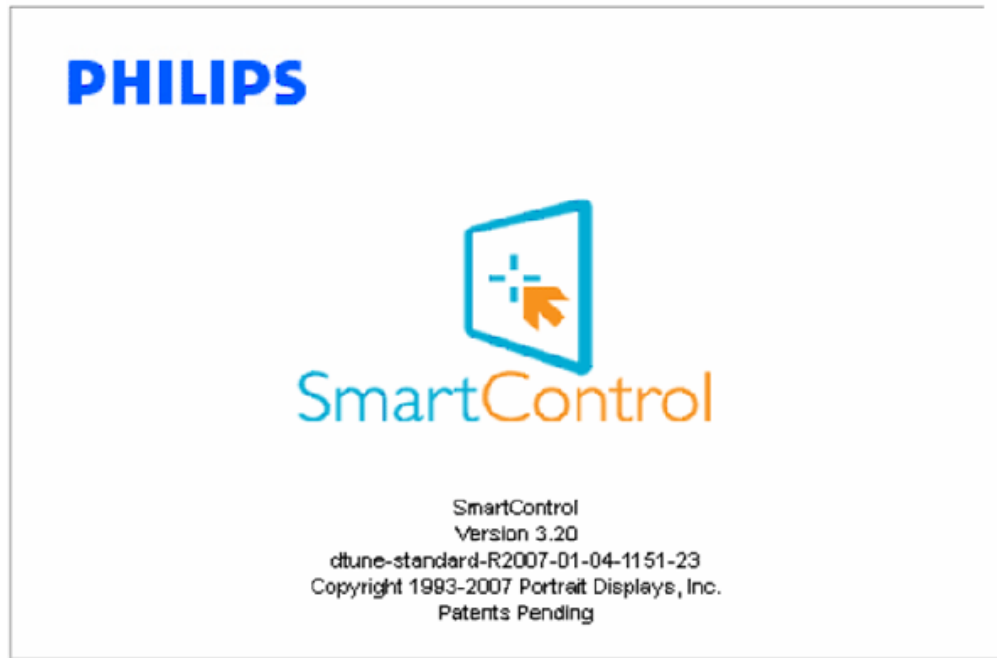 PHILIPS
SmartControl
SmartControl
Version 3.20
dtune-standard-R2007-01-04-1151-23
Copyright 1993-2007 Portrait Displays, Inc.
Patents Pending